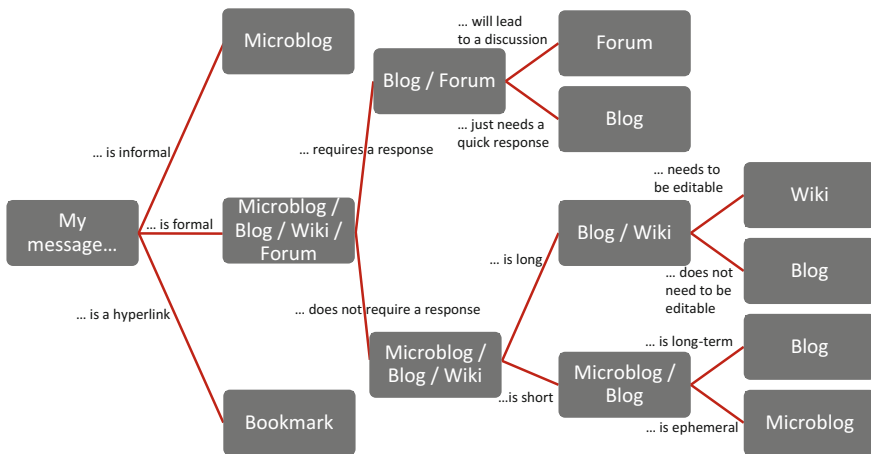 Microblog
… will lead
to a discussion
Forum
Blog / Forum
Blog
… just needs a
quick response
… is informal
… requires a response
… needs to
be editable
Wiki
My
message…
… is formal
Microblog /
Blog / Wiki /
Forum
Blog / Wiki
Blog
… is long
… does not
need to be
editable
… is a hyperlink
… does not require a response
Microblog /
Blog / Wiki
… is long-term
Blog
Microblog /
Blog
…is short
Bookmark
… is ephemeral
Microblog